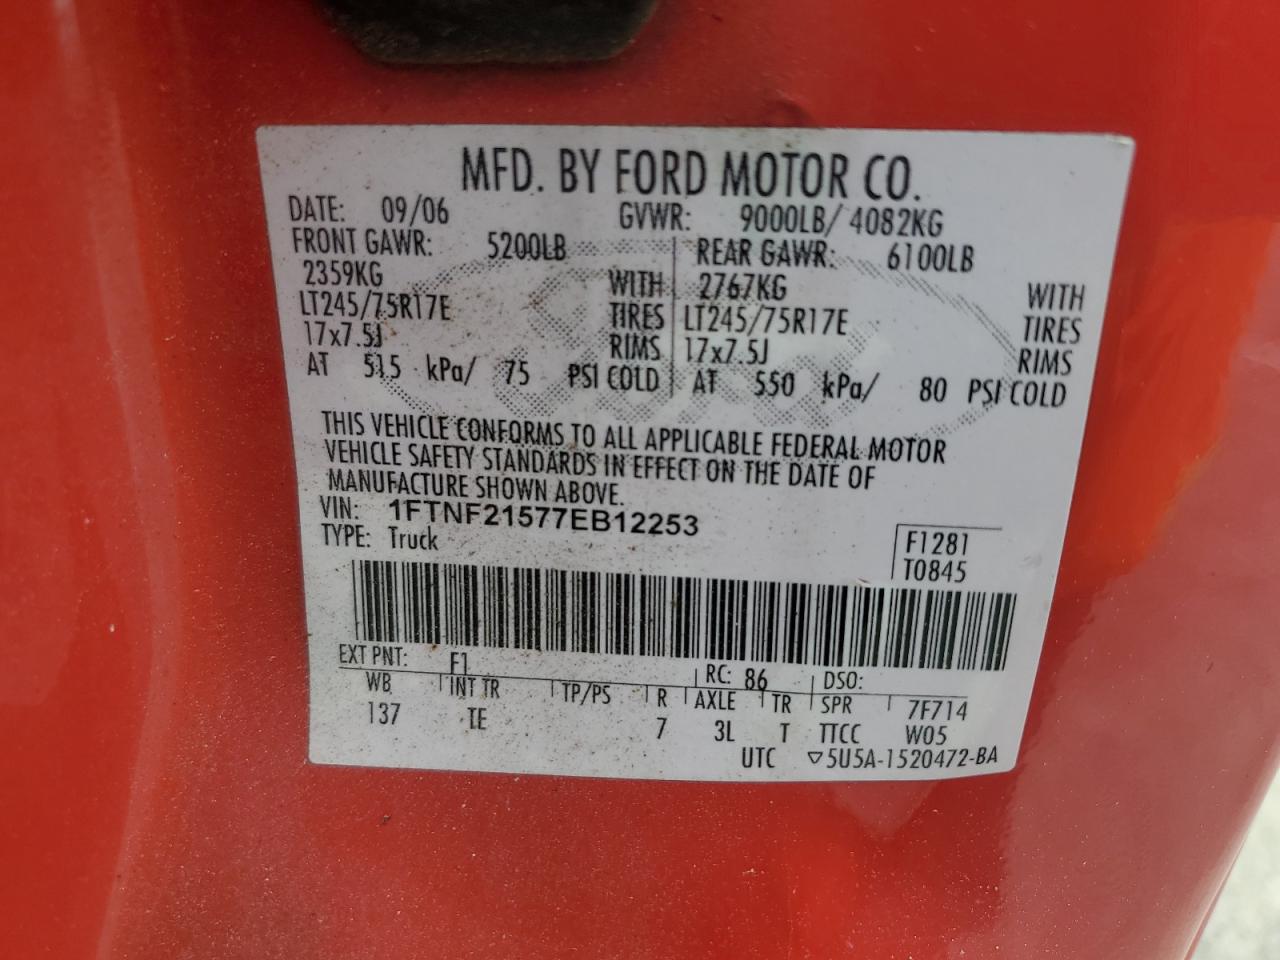 MFD. BY FORD MOTOR CO.
DATE: 09/06 GVWR: 9000LB/ 4082KG
FRONT GAWR: 5200LB REAR GAWR: 6100LB
2359KG WITH 2767KG WITH
LT245/75R17E TIRES LT245/75R17E TIRES
17x7.5J RIMS 17x7.5J RIMS
AT 515 kPa/ 75 PSI COLD AT 550 kPa/ 80 PSI COLD
THIS VEHICLE CONFORMS TO ALL APPLICABLE FEDERAL MOTOR
VEHICLE SAFETY STANDARDS IN EFFECT ON THE DATE OF
MANUFACTURE SHOWN ABOVE.
VIN: 1FTNF21577EB12253
TYPE: Truck F1281
T0845
EXT PNT: F1 RC: 86 DSO:
WB INT TR TP/PS R AXLE TR SPR 7F714
137 TE 7 3L T TTCC W05
UTC ▽5U5A-1520472-BA